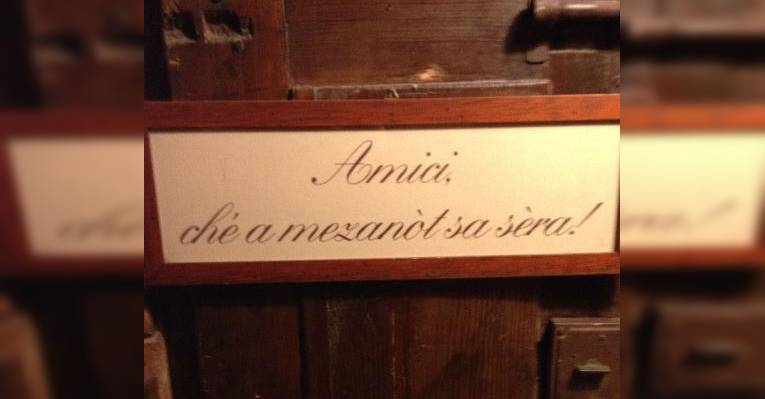 Amici,
ché a mezanòt sa sèra!